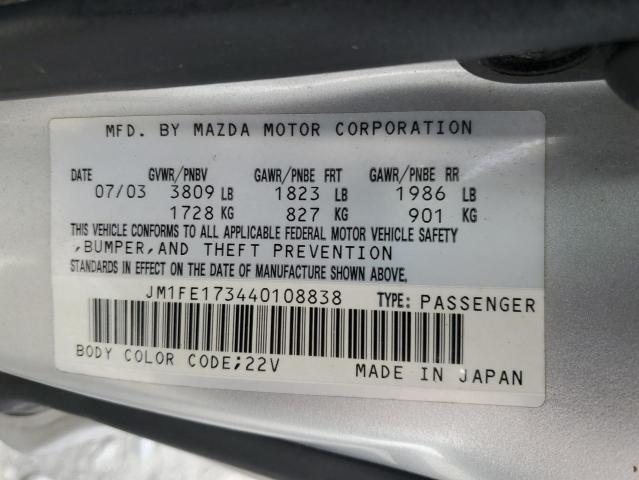 MFD. BY MAZDA MOTOR CORPORATION
DATE GVWR/PNBV GAWR/PNBE FRT GAWR/PNBE RR
07/03 3809 LB 1823 LB 1986 LB
1728 KG 827 KG 901 KG
THIS VEHICLE CONFORMS TO ALL APPLICABLE FEDERAL MOTOR VEHICLE SAFETY
,BUMPER,AND THEFT PREVENTION
STANDARDS IN EFFECT ON THE DATE OF MANUFACTURE SHOWN ABOVE.
JM1FE173440108838 TYPE: PASSENGER
BODY COLOR CODE;22V MADE IN JAPAN